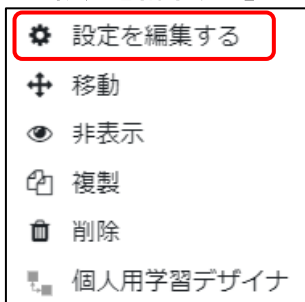 設定を編集する
移動
非表示
複製
削除
個人用学習デザイナ